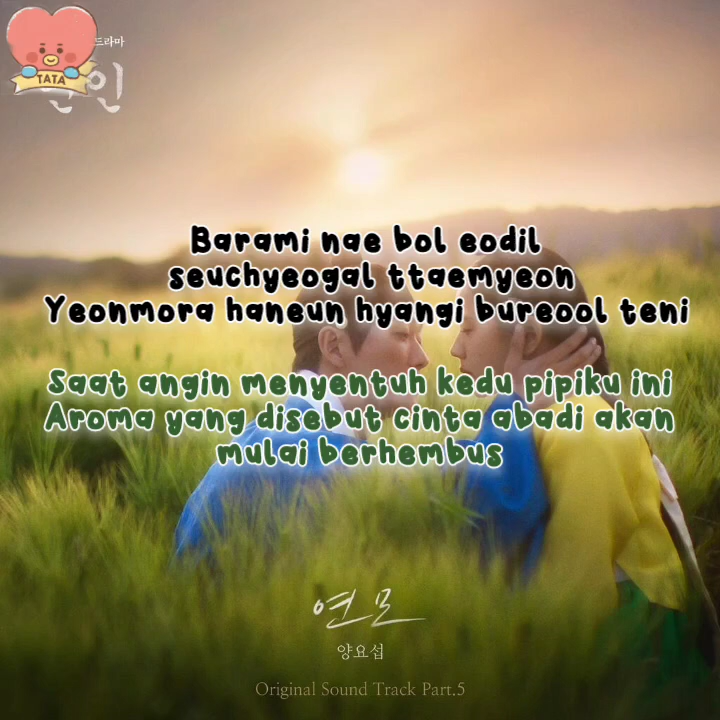 드라마
TATA
연인
Barami nae bol eodil
seuchyeogal ttaemyeon
Yeonmora haneun hyangi bureool teni
Saat angin menyentuh kedu pipiku ini
Aroma yang disebut cinta abadi akan
mulai berhembus
연모
양요섭
Original Sound Track Part.5